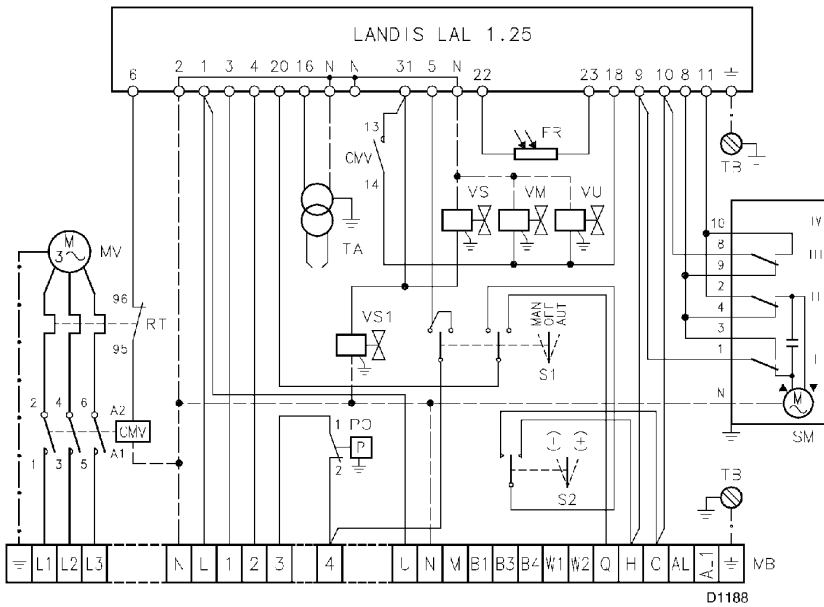 LANDIS LAL 1.25
6 2 1 3 4 20 16 N N 31 5 N 22 23 18 9 10 8 11
13
CMV
14
FR
TB
VS VM VU
TA
10 IV
8 III
9
2 II
4
3
1 I
N
M
SM
M
3
MV
96
RT
95
VS1
MAN
OFF
AUT
S1
2 4 6 A2
CMV
1 3 5 A1
1 PO
P
2
S2
TB
L1 L2 L3 N L 1 2 3 4 U N M B1 B3 B4 W1 W2 Q H C AL MB
D1188